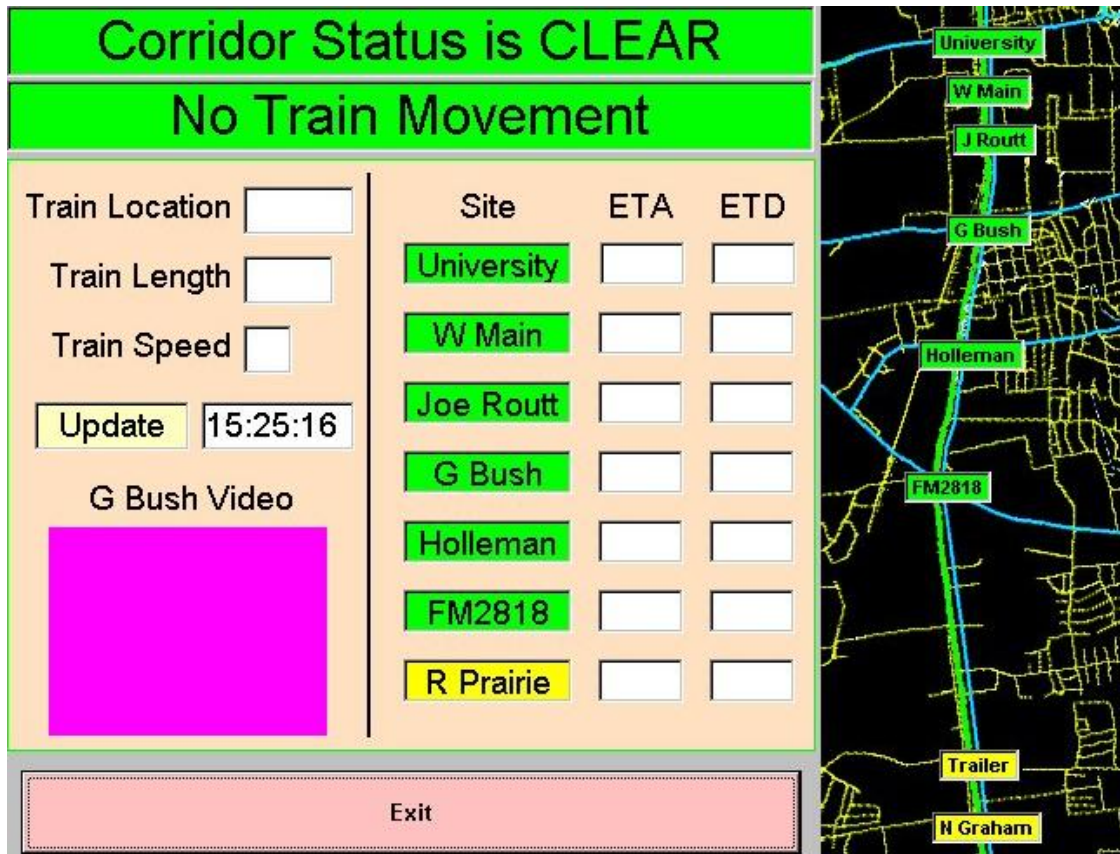 Corridor Status is CLEAR
No Train Movement
Train Location
Train Length
Train Speed
Update 15:25:16
G Bush Video
Site ETA ETD
University
W Main
Joe Routt
G Bush
Holleman
FM2818
R Prairie
Exit
University
W Main
J Routt
G Bush
Holleman
FM2818
Trailer
N Graham